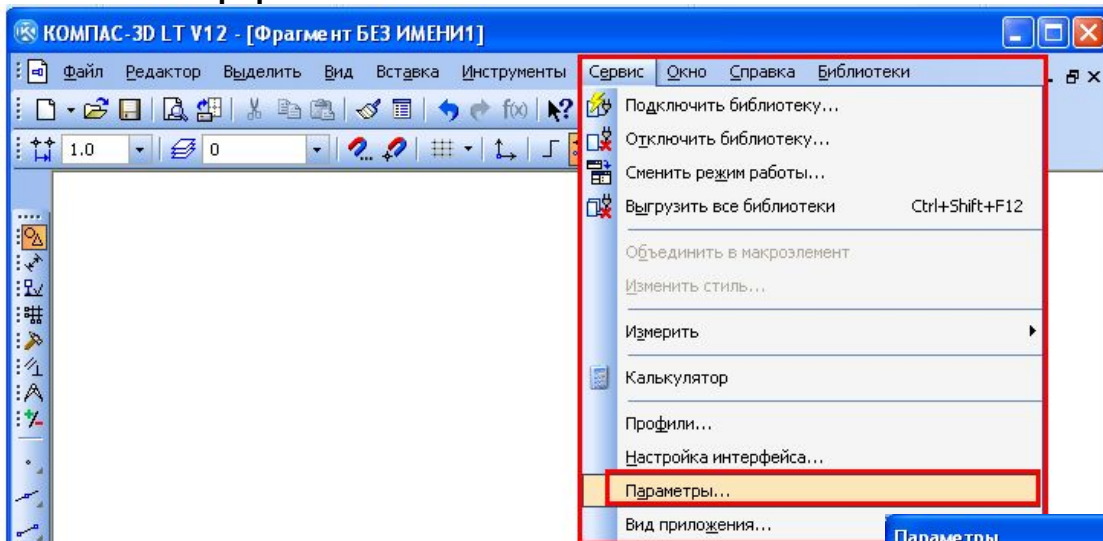 КОМПАС-3D LT V12 - [Фрагмент БЕЗ ИМЕНИ1]
Файл Редактор Выделить Вид Вставка Инструменты Сервис Окно Справка Библиотеки
f(x)
1.0 0
Подключить библиотеку...
Отключить библиотеку...
Сменить режим работы...
Выгрузить все библиотеки Ctrl+Shift+F12
Объединить в макроэлемент
Изменить стиль...
Измерить
Калькулятор
Профили...
Настройка интерфейса...
Параметры...
Вид приложения...
Параметры